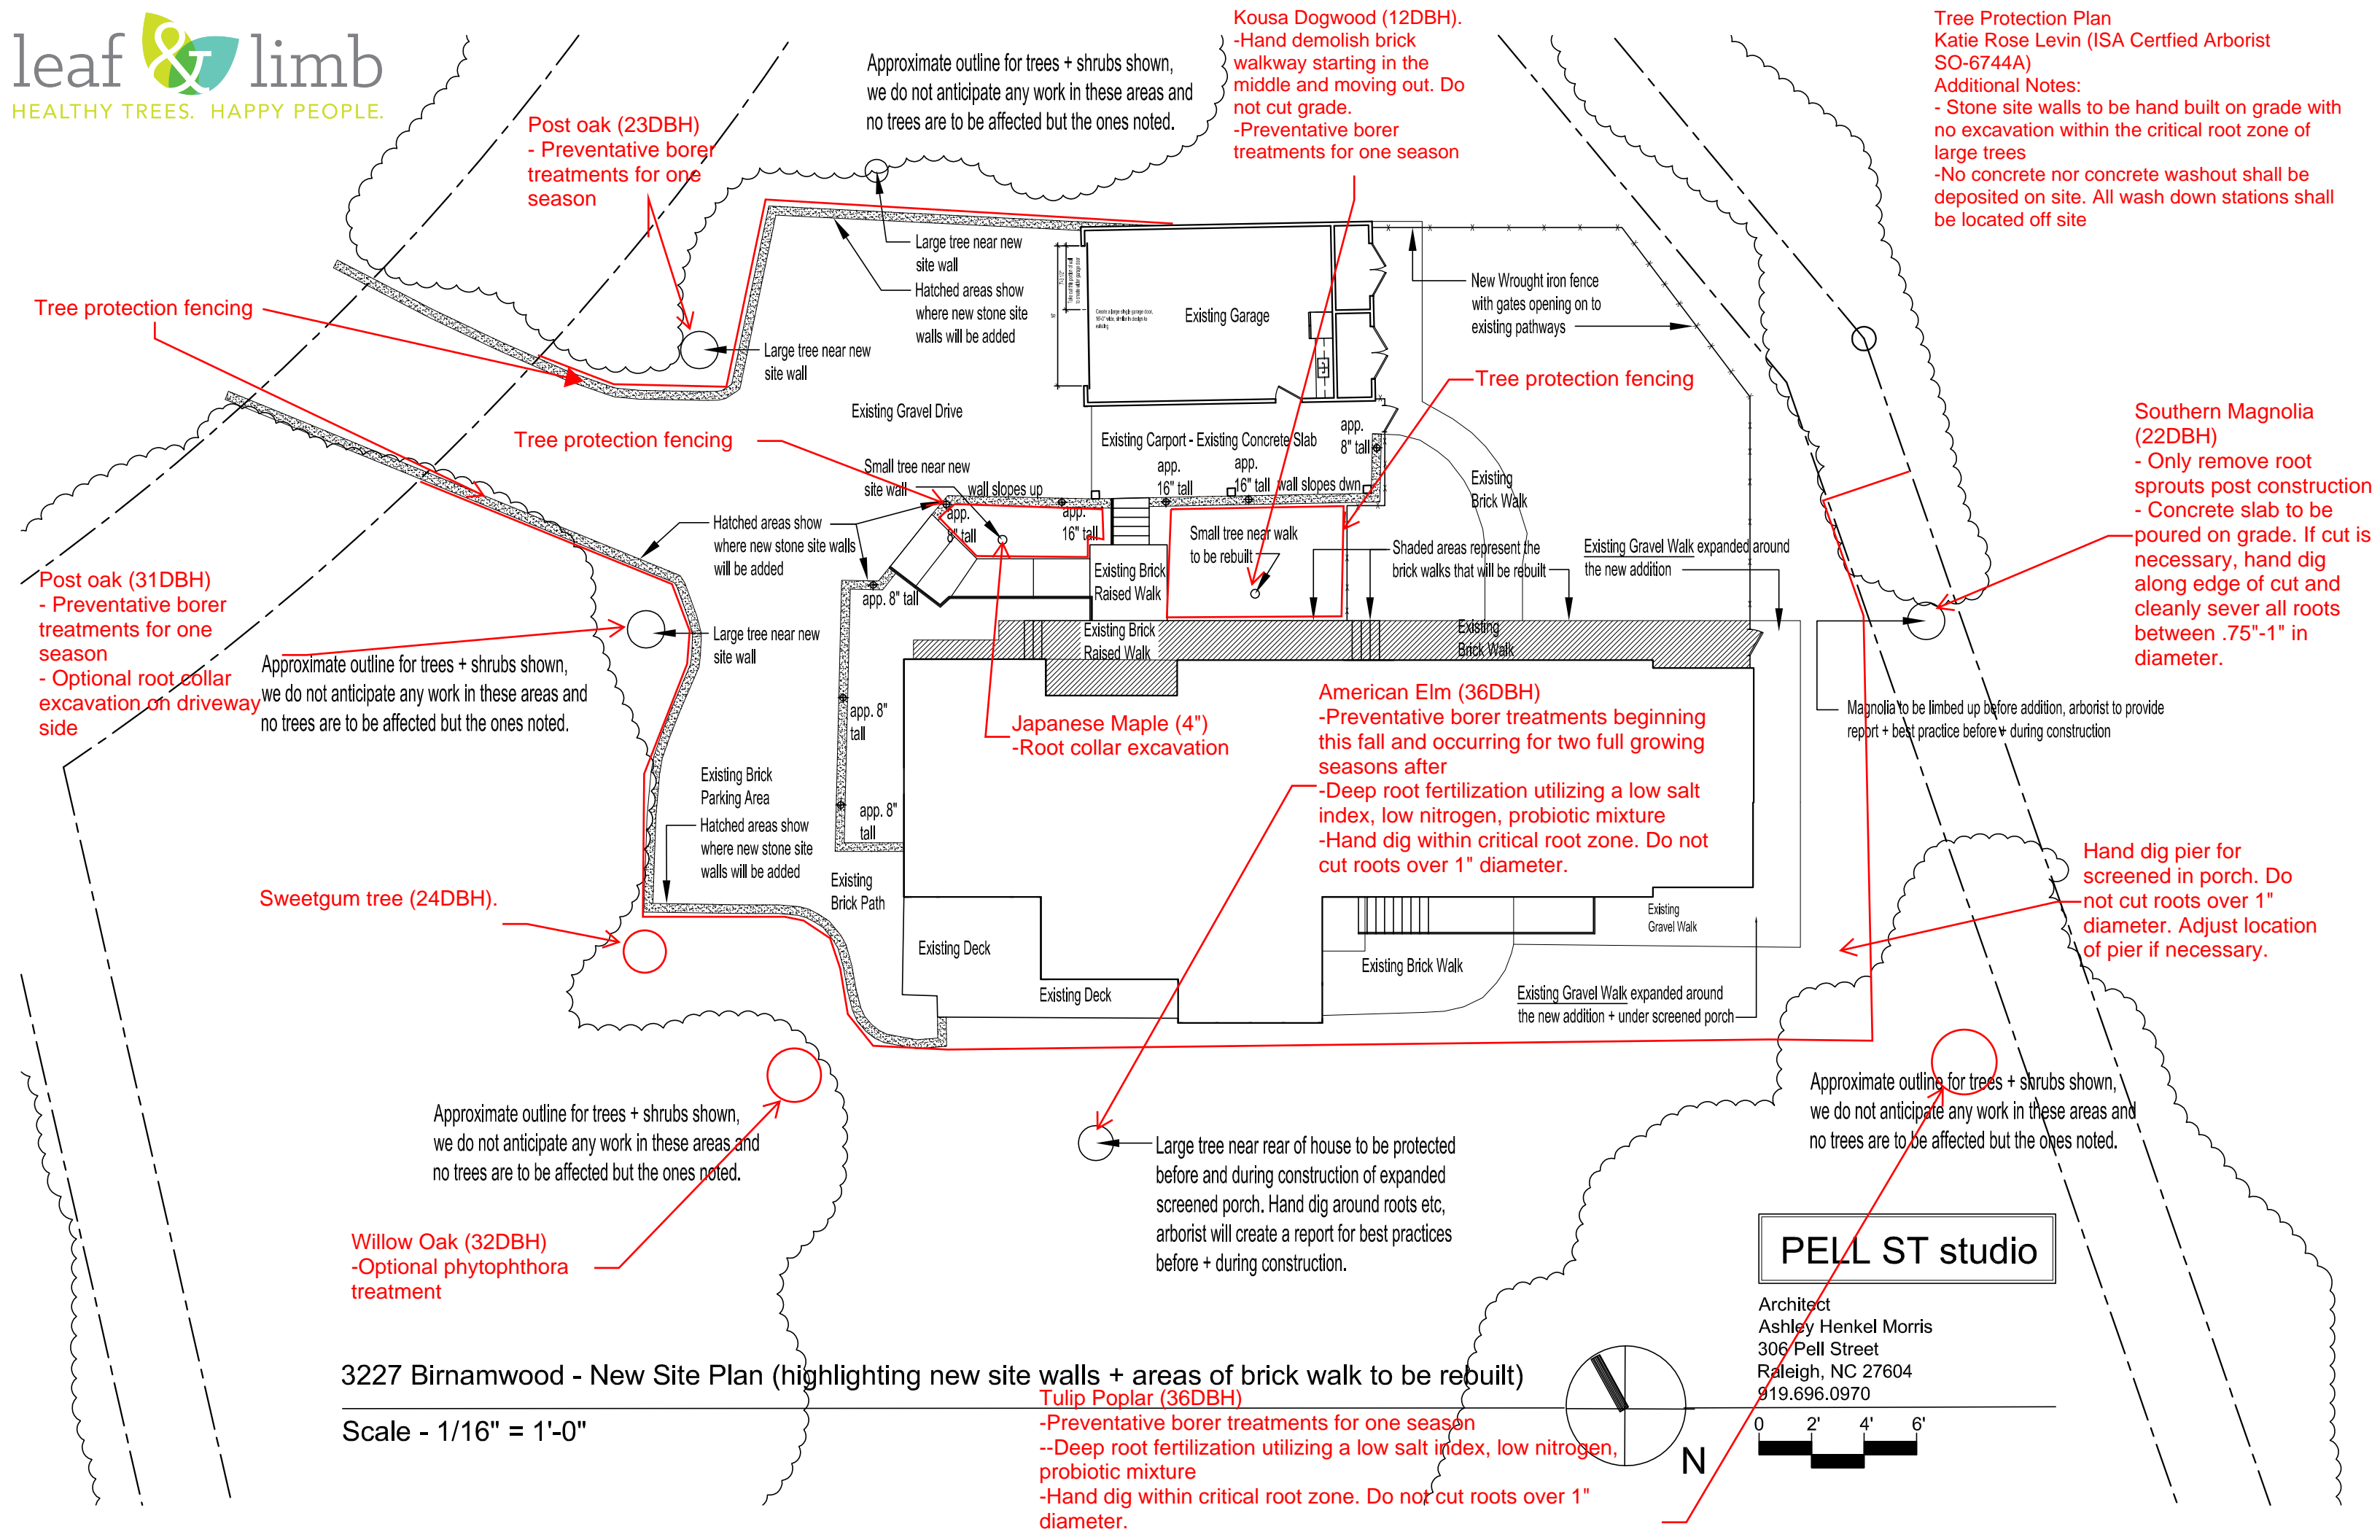 leaf & limb
HEALTHY TREES. HAPPY PEOPLE.
Approximate outline for trees + shrubs shown,
we do not anticipate any work in these areas and
no trees are to be affected but the ones noted.
Kousa Dogwood (12DBH).
-Hand demolish brick
walkway starting in the
middle and moving out. Do
not cut grade.
-Preventative borer
treatments for one season
Tree Protection Plan
Katie Rose Levin (ISA Certfied Arborist
SO-6744A)
Additional Notes:
- Stone site walls to be hand built on grade with
no excavation within the critical root zone of
large trees
-No concrete nor concrete washout shall be
deposited on site. All wash down stations shall
be located off site
Post oak (23DBH)
- Preventative borer
treatments for one
season
Large tree near new
site wall
Hatched areas show
where new stone site
walls will be added
Existing Garage
New Wrought iron fence
with gates opening on to
existing pathways
Tree protection fencing
Large tree near new
site wall
Tree protection fencing
Existing Gravel Drive
Tree protection fencing
Existing Carport - Existing Concrete Slab
app.
8" tall
Small tree near new
site wall
wall slopes up
app.
16" tall
app.
16" tall
wall slopes dwn
Existing
Brick Walk
Southern Magnolia
(22DBH)
- Only remove root
sprouts post construction
- Concrete slab to be
poured on grade. If cut is
necessary, hand dig
along edge of cut and
cleanly sever all roots
between .75"-1" in
diameter.
Hatched areas show
where new stone site walls
will be added
app.
8" tall
app.
16" tall
Small tree near walk
to be rebuilt
Shaded areas represent the
brick walks that will be rebuilt
Existing Gravel Walk expanded around
the new addition
Existing Brick
Raised Walk
app. 8" tall
Post oak (31DBH)
- Preventative borer
treatments for one
season
- Optional root collar
excavation on driveway
side
Large tree near new
site wall
Existing Brick
Raised Walk
Existing
Brick Walk
Approximate outline for trees + shrubs shown,
we do not anticipate any work in these areas and
no trees are to be affected but the ones noted.
app. 8"
tall
Japanese Maple (4")
-Root collar excavation
American Elm (36DBH)
-Preventative borer treatments beginning
this fall and occurring for two full growing
seasons after
-Deep root fertilization utilizing a low salt
index, low nitrogen, probiotic mixture
-Hand dig within critical root zone. Do not
cut roots over 1" diameter.
Magnolia to be limbed up before addition, arborist to provide
report + best practice before + during construction
Existing Brick
Parking Area
Hatched areas show
where new stone site
walls will be added
app. 8"
tall
Existing
Brick Path
Sweetgum tree (24DBH).
Hand dig pier for
screened in porch. Do
not cut roots over 1"
diameter. Adjust location
of pier if necessary.
Existing
Gravel Walk
Existing Deck
Existing Deck
Existing Brick Walk
Existing Gravel Walk expanded around
the new addition + under screened porch
Approximate outline for trees + shrubs shown,
we do not anticipate any work in these areas and
no trees are to be affected but the ones noted.
Approximate outline for trees + shrubs shown,
we do not anticipate any work in these areas and
no trees are to be affected but the ones noted.
Large tree near rear of house to be protected
before and during construction of expanded
screened porch. Hand dig around roots etc,
arborist will create a report for best practices
before + during construction.
Willow Oak (32DBH)
-Optional phytophthora
treatment
PELL ST studio
Architect
Ashley Henkel Morris
306 Pell Street
Raleigh, NC 27604
919.696.0970
0 2' 4' 6'
N
3227 Birnamwood - New Site Plan (highlighting new site walls + areas of brick walk to be rebuilt)
Scale - 1/16" = 1'-0"
Tulip Poplar (36DBH)
-Preventative borer treatments for one season
--Deep root fertilization utilizing a low salt index, low nitrogen,
probiotic mixture
-Hand dig within critical root zone. Do not cut roots over 1"
diameter.